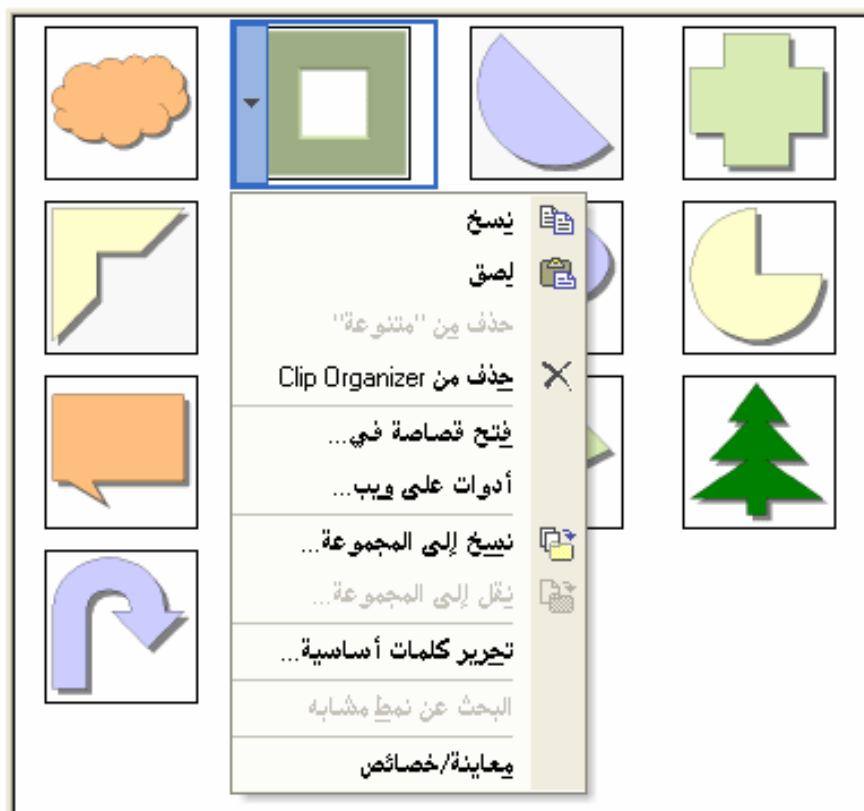 نسخ
لصق
حذف من "متنوعة"
حذف من Clip Organizer
فتح قصاصة في...
أدوات على ويب...
نسخ إلى المجموعة...
نقل إلى المجموعة...
تحرير كلمات أساسية...
البحث عن نمط مشابه
معاينة/خصائص